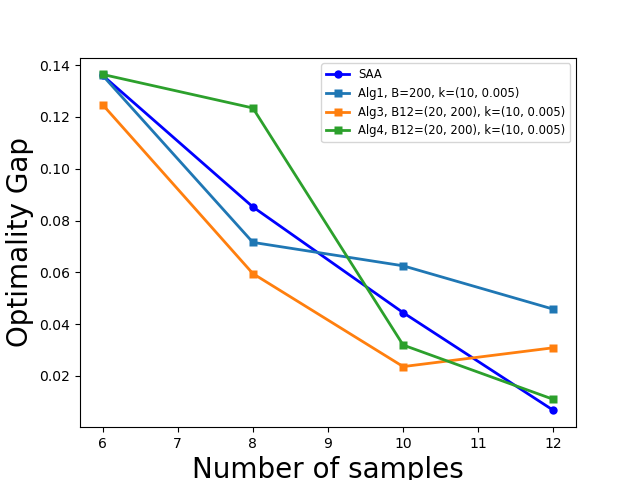 SAA
Alg1, B=200, k=(10, 0.005)
Alg3, B12=(20, 200), k=(10, 0.005)
Alg4, B12=(20, 200), k=(10, 0.005)
Optimality Gap
0.14
0.12
0.10
0.08
0.06
0.04
0.02
6 7 8 9 10 11 12
Number of samples